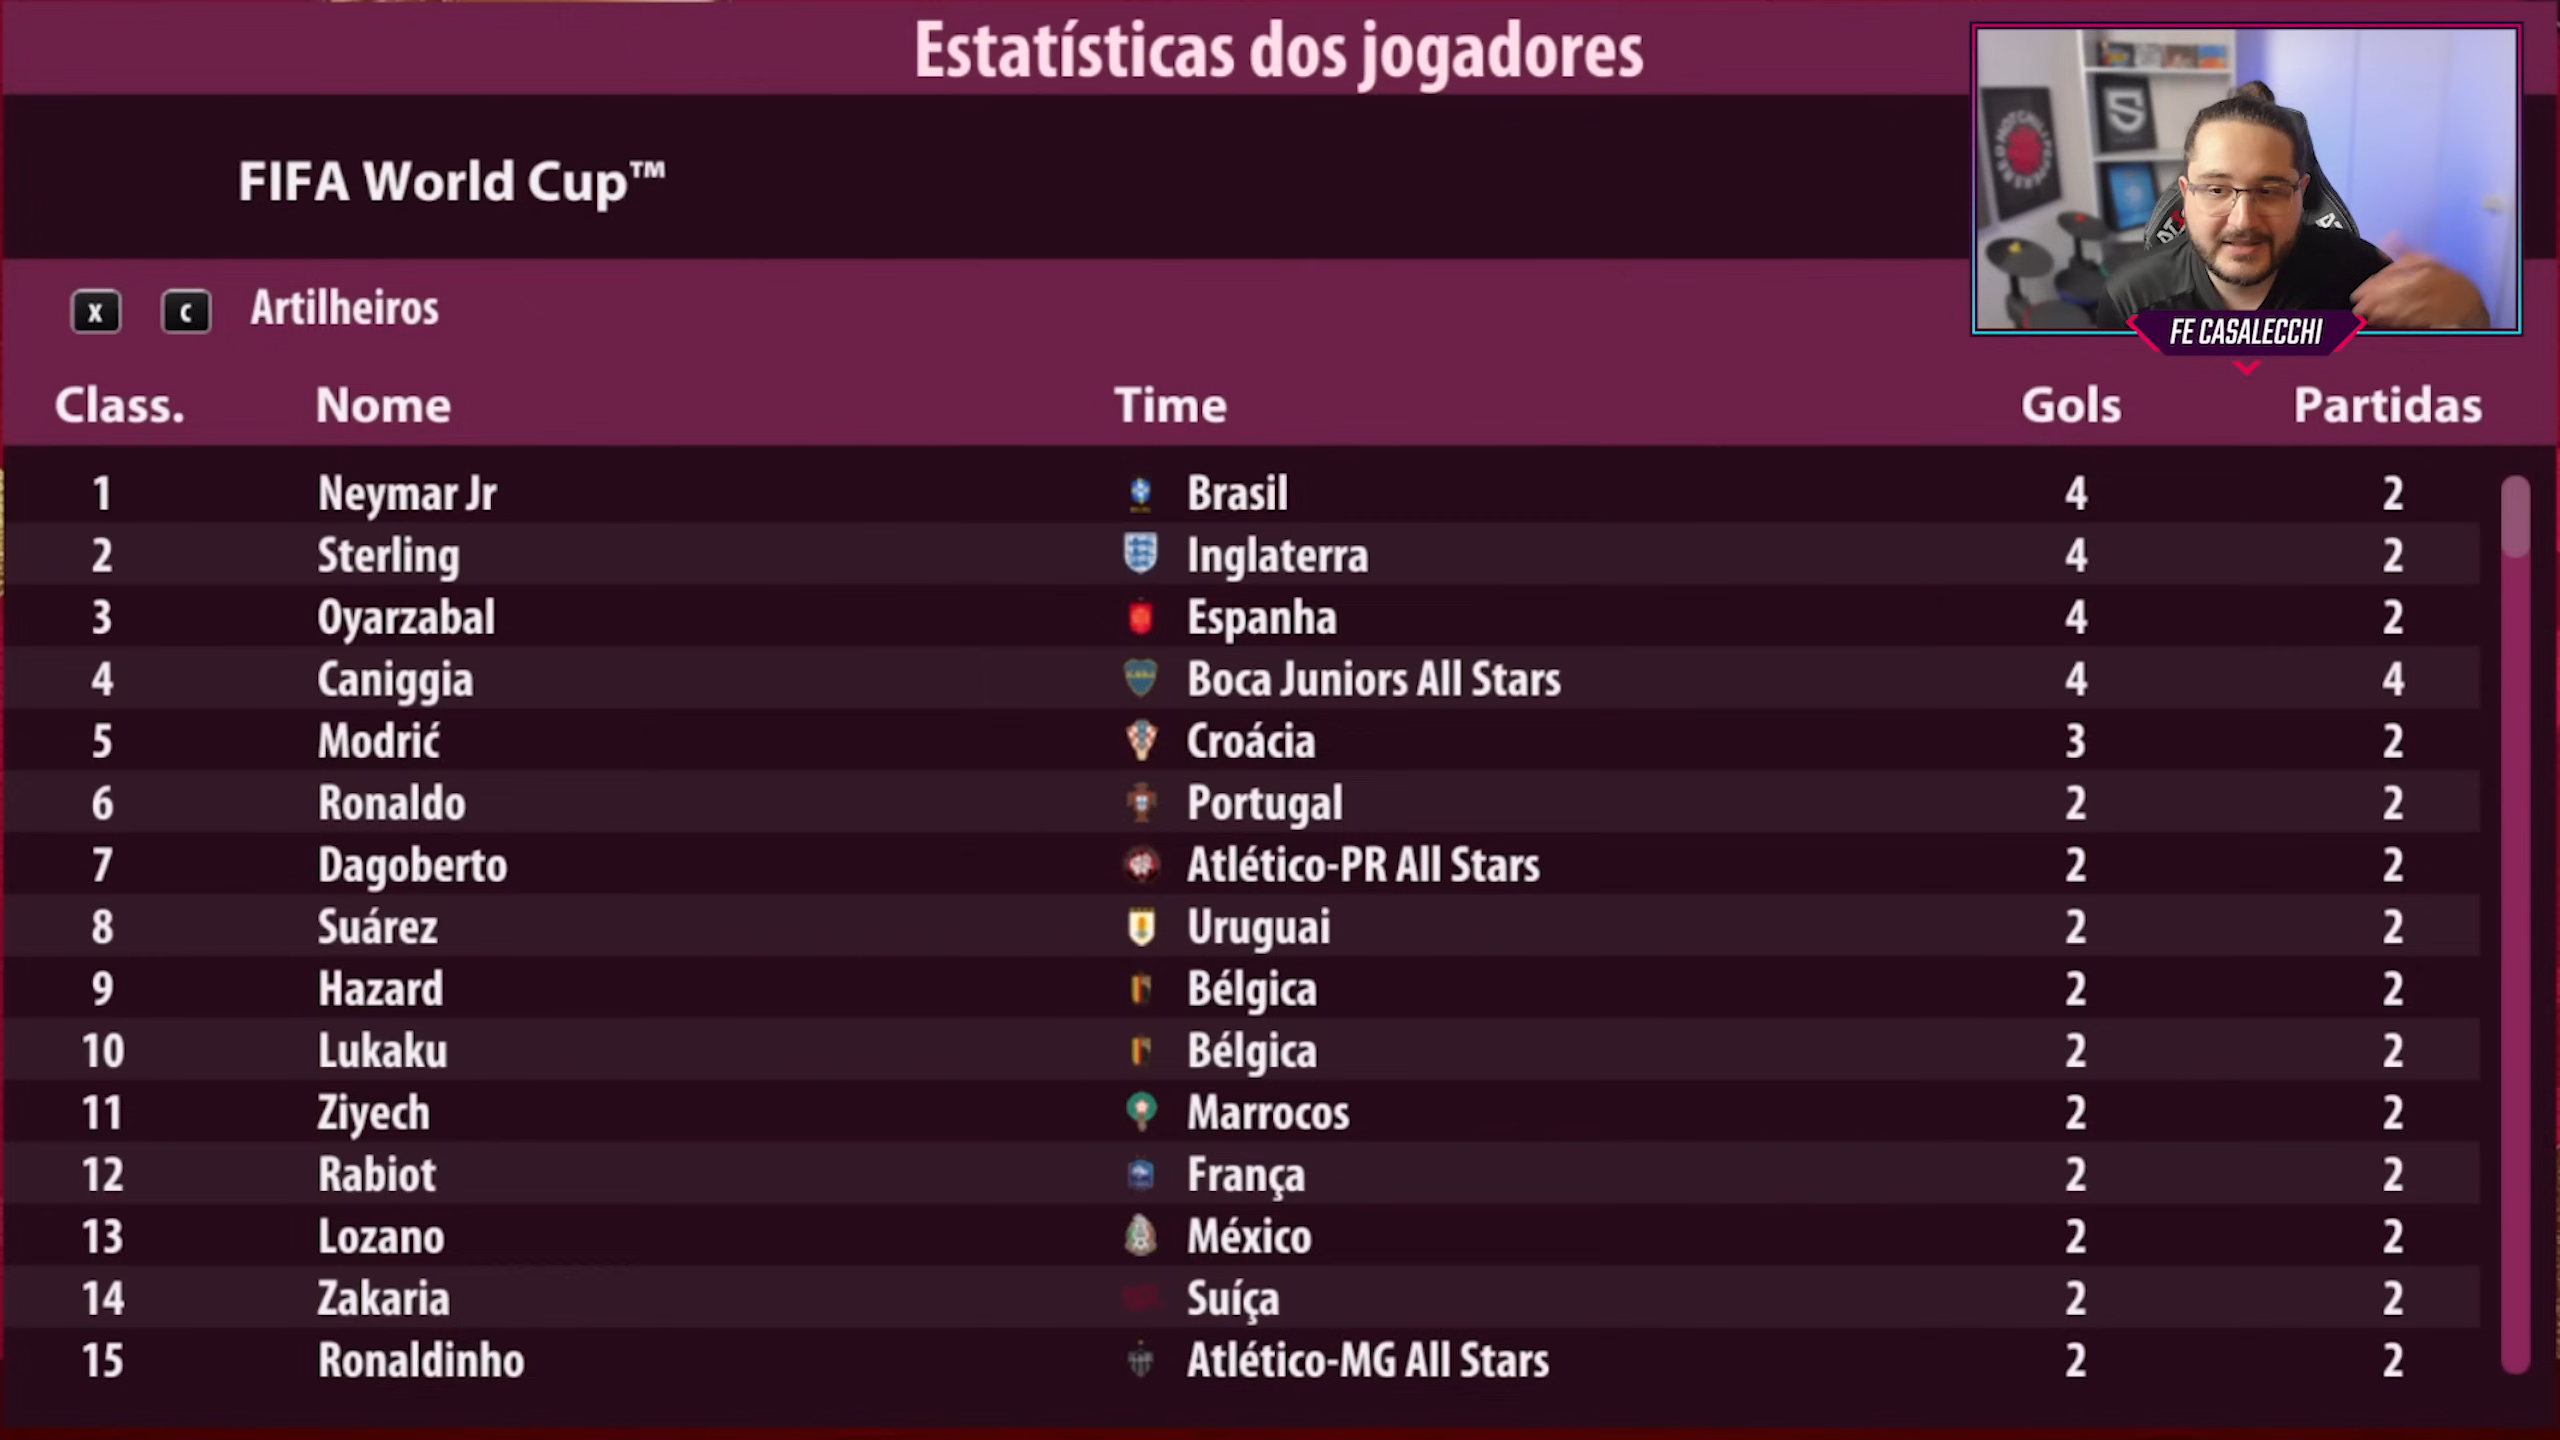 Estatísticas dos jogadores
FIFA World Cup™
FE CASALECCHI
X C Artilheiros
Class. Nome Time Gols Partidas
1 Neymar Jr Brasil 4 2
2 Sterling Inglaterra 4 2
3 Oyarzabal Espanha 4 2
4 Caniggia Boca Juniors All Stars 4 4
5 Modrić Croácia 3 2
6 Ronaldo Portugal 2 2
7 Dagoberto Atlético-PR All Stars 2 2
8 Suárez Uruguai 2 2
9 Hazard Bélgica 2 2
10 Lukaku Bélgica 2 2
11 Ziyech Marrocos 2 2
12 Rabiot França 2 2
13 Lozano México 2 2
14 Zakaria Suíça 2 2
15 Ronaldinho Atlético-MG All Stars 2 2